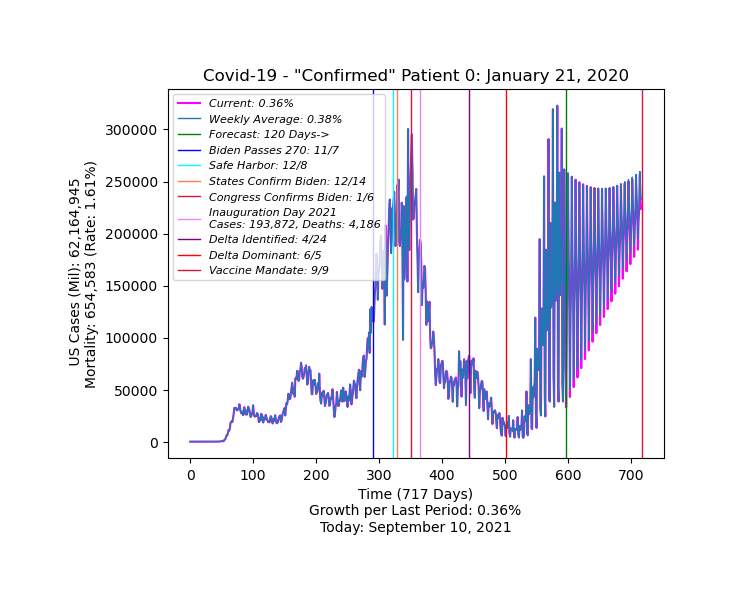 Covid-19 - "Confirmed" Patient 0: January 21, 2020
Current: 0.36%
Weekly Average: 0.38%
Forecast: 120 Days->
Biden Passes 270: 11/7
Safe Harbor: 12/8
States Confirm Biden: 12/14
Congress Confirms Biden: 1/6
Inauguration Day 2021
Cases: 193,872, Deaths: 4,186
Delta Identified: 4/24
Delta Dominant: 6/5
Vaccine Mandate: 9/9
US Cases (Mil): 62,164,945
Mortality: 654,583 (Rate: 1.61%)
300000
250000
200000
150000
100000
50000
0
0 100 200 300 400 500 600 700
Time (717 Days)
Growth per Last Period: 0.36%
Today: September 10, 2021